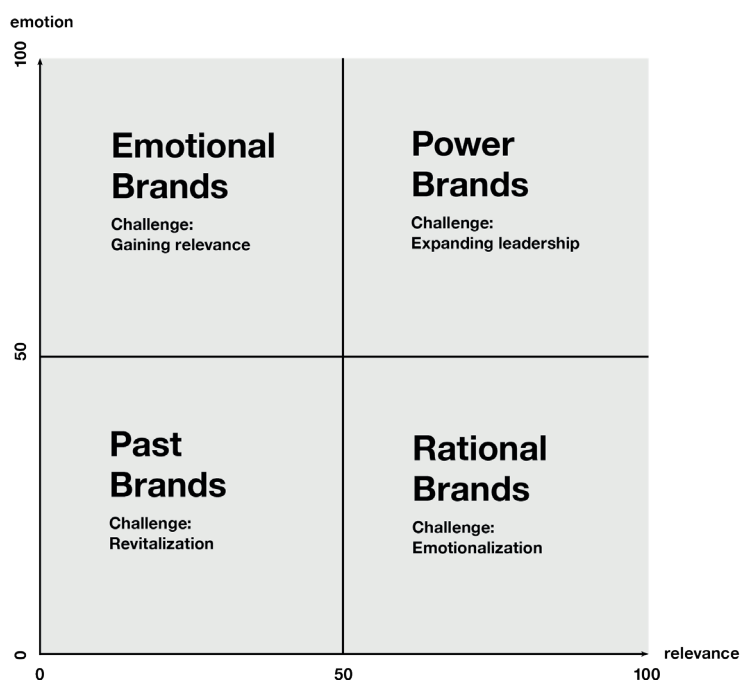 emotion
100
Emotional
Brands
Challenge:
Gaining relevance
Power
Brands
Challenge:
Expanding leadership
50
Past
Brands
Challenge:
Revitalization
Rational
Brands
Challenge:
Emotionalization
0
relevance
0
50
100